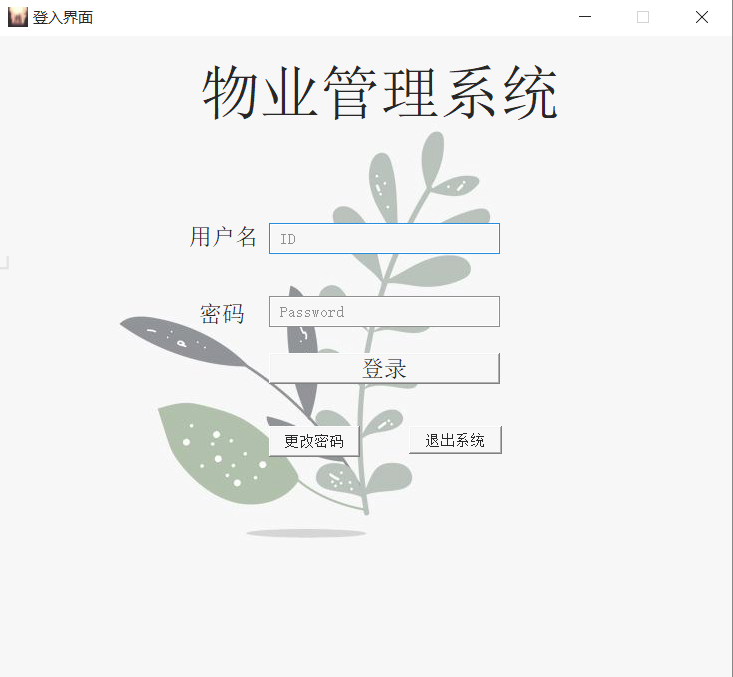 登入界面
物业管理系统
用户名 ID
密码 Password
登录
更改密码 退出系统